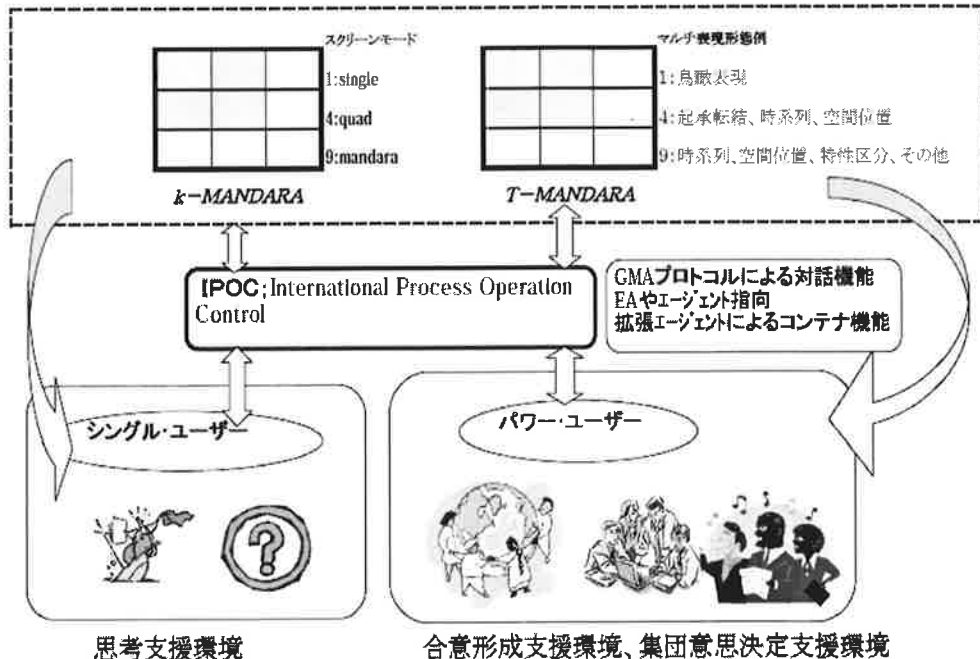 スクリーンモード
1:single
4:quad
9:mandara
k-MANDARA
マルチ表現形態例
1:鳥瞰表現
4:起承転結、時系列、空間位置
9:時系列、空間位置、特性区分、その他
T-MANDARA
IPOC;International Process Operation
Control
GMAプロトコルによる対話機能
EAやエージェント指向
拡張エージェントによるコンテナ機能
シングル・ユーザー
パワー・ユーザー
?
思考支援環境
合意形成支援環境、集団意思決定支援環境